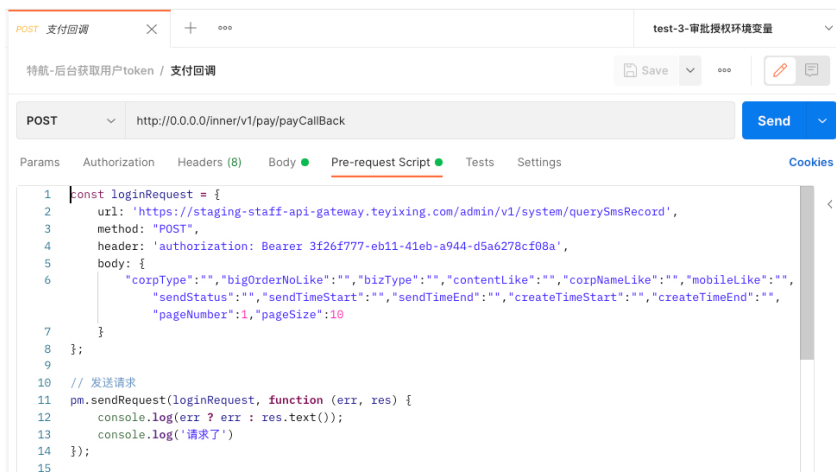 POST 支付回调
test-3-审批授权环境变量
特航-后台获取用户token / 支付回调
Save
POST http://0.0.0.0/inner/v1/pay/payCallBack Send
Params Authorization Headers (8) Body Pre-request Script Tests Settings Cookies
1 const loginRequest = {
2 url: 'https://staging-staff-api-gateway.teyixing.com/admin/v1/system/querySmsRecord',
3 method: "POST",
4 header: 'authorization: Bearer 3f26f777-eb11-41eb-a944-d5a6278cf08a',
5 body: {
6 "corpType":"","bigOrderNoLike":"","bizType":"","contentLike":"","corpNameLike":"","mobileLike":"",
"sendStatus":"","sendTimeStart":"","sendTimeEnd":"","createTimeStart":"","createTimeEnd":"",
"pageNumber":1,"pageSize":10
7 }
8 };
9
10 // 发送请求
11 pm.sendRequest(loginRequest, function (err, res) {
12 console.log(err ? err : res.text());
13 console.log('请求了')
14 });
15